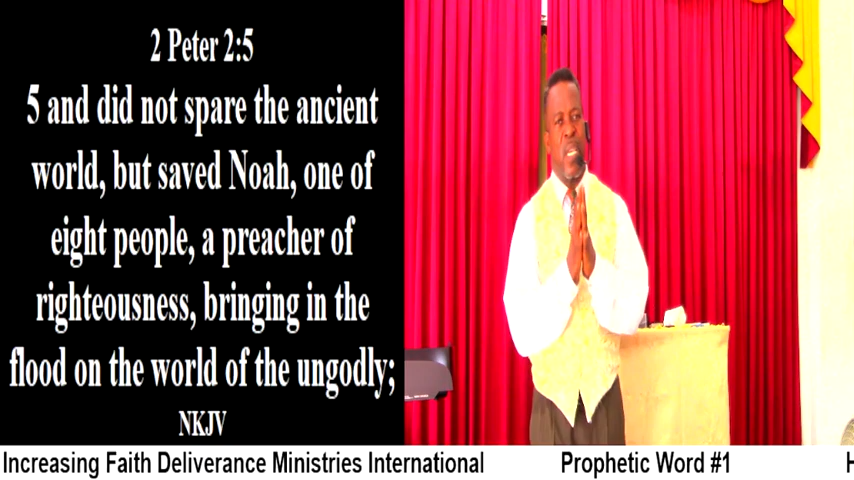 2 Peter 2:5
5 and did not spare the ancient
world, but saved Noah, one of
eight people, a preacher of
righteousness, bringing in the
flood on the world of the ungodly;
NKJV
Increasing Faith Deliverance Ministries International Prophetic Word #1 H